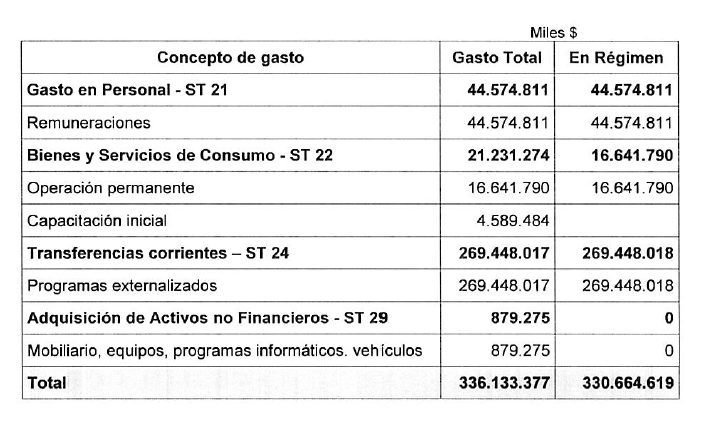 Miles $
Concepto de gasto Gasto Total En Régimen
Gasto en Personal - ST 21 44.574.811 44.574.811
Remuneraciones 44.574.811 44.574.811
Bienes y Servicios de Consumo - ST 22 21.231.274 16.641.790
Operación permanente 16.641.790 16.641.790
Capacitación inicial 4.589.484
Transferencias corrientes – ST 24 269.448.017 269.448.018
Programas externalizados 269.448.017 269.448.018
Adquisición de Activos no Financieros - ST 29 879.275 0
Mobiliario, equipos, programas informáticos. vehículos 879.275 0
Total 336.133.377 330.664.619